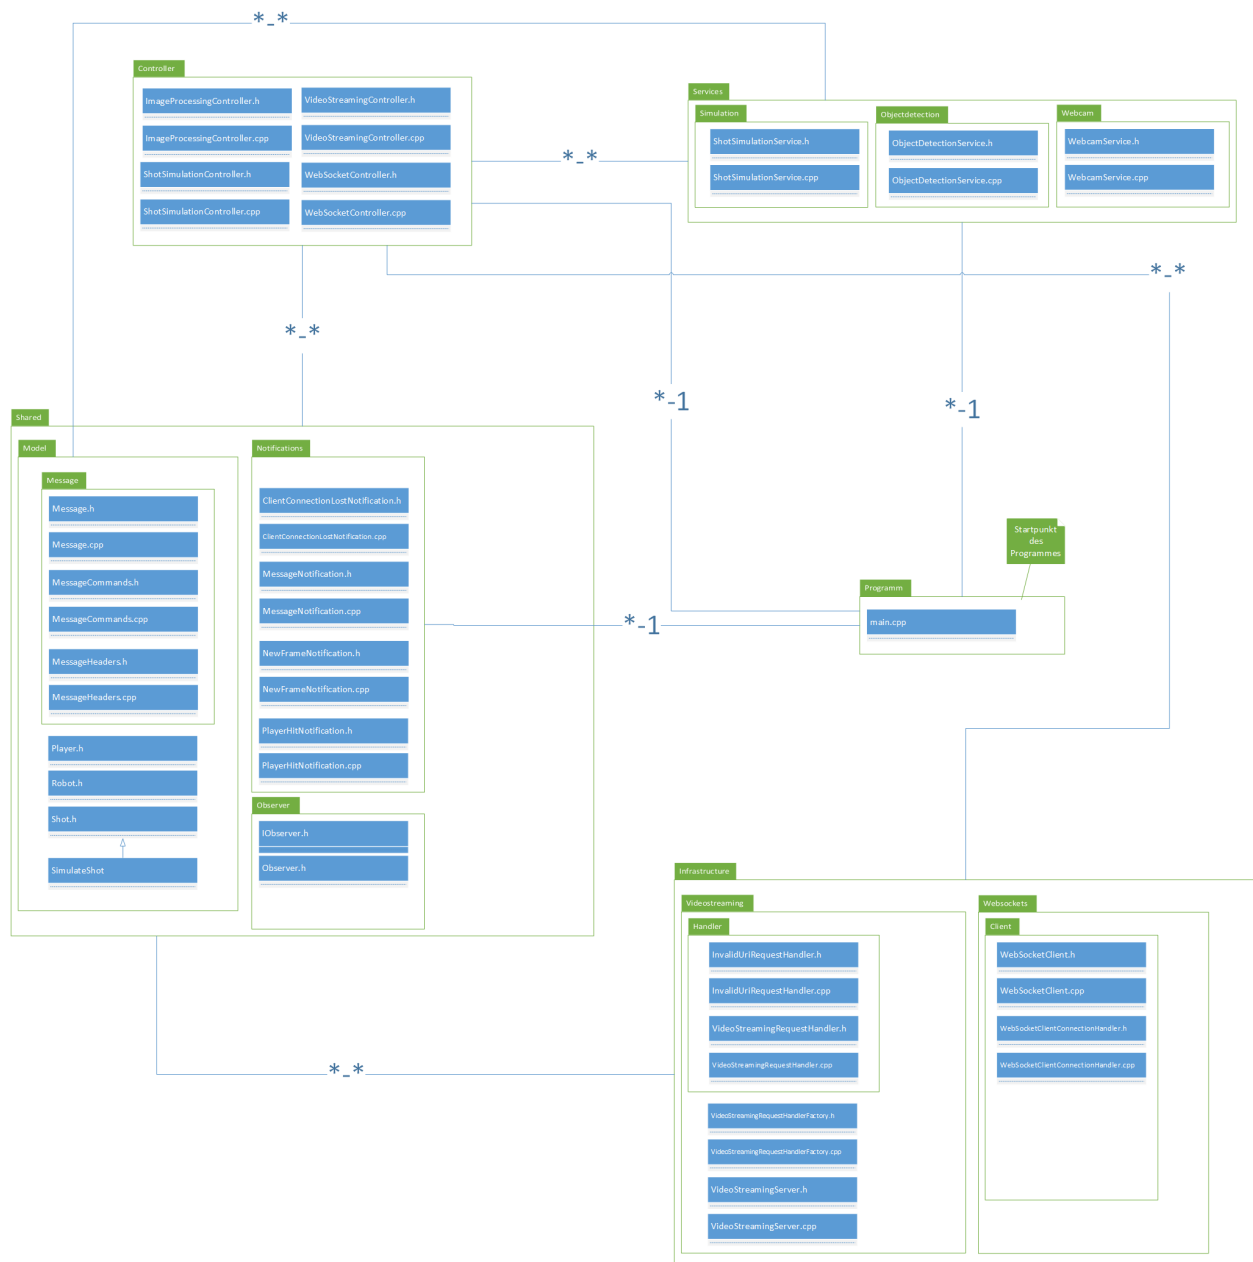 *-*
Controller
ImageProcessingController.h
VideoStreamingController.h
ImageProcessingController.cpp
VideoStreamingController.cpp
ShotSimulationController.h
WebSocketController.h
ShotSimulationController.cpp
WebSocketController.cpp
*-*
Services
Simulation
ShotSimulationService.h
ShotSimulationService.cpp
Objectdetection
ObjectDetectionService.h
ObjectDetectionService.cpp
Webcam
WebcamService.h
WebcamService.cpp
*-*
*-*
*-1
*-1
Shared
Model
Message
Message.h
Message.cpp
MessageCommands.h
MessageCommands.cpp
MessageHeaders.h
MessageHeaders.cpp
Player.h
Robot.h
Shot.h
SimulateShot
Notifications
ClientConnectionLostNotification.h
ClientConnectionLostNotification.cpp
MessageNotification.h
MessageNotification.cpp
NewFrameNotification.h
NewFrameNotification.cpp
PlayerHitNotification.h
PlayerHitNotification.cpp
Observer
IObserver.h
Observer.h
*-1
Startpunkt
des
Programmes
Programm
main.cpp
*-*
Infrastructure
Videostreaming
Handler
InvalidUriRequestHandler.h
InvalidUriRequestHandler.cpp
VideoStreamingRequestHandler.h
VideoStreamingRequestHandler.cpp
VideoStreamingRequestHandlerFactory.h
VideoStreamingRequestHandlerFactory.cpp
VideoStreamingServer.h
VideoStreamingServer.cpp
Websockets
Client
WebSocketClient.h
WebSocketClient.cpp
WebSocketClientConnectionHandler.h
WebSocketClientConnectionHandler.cpp